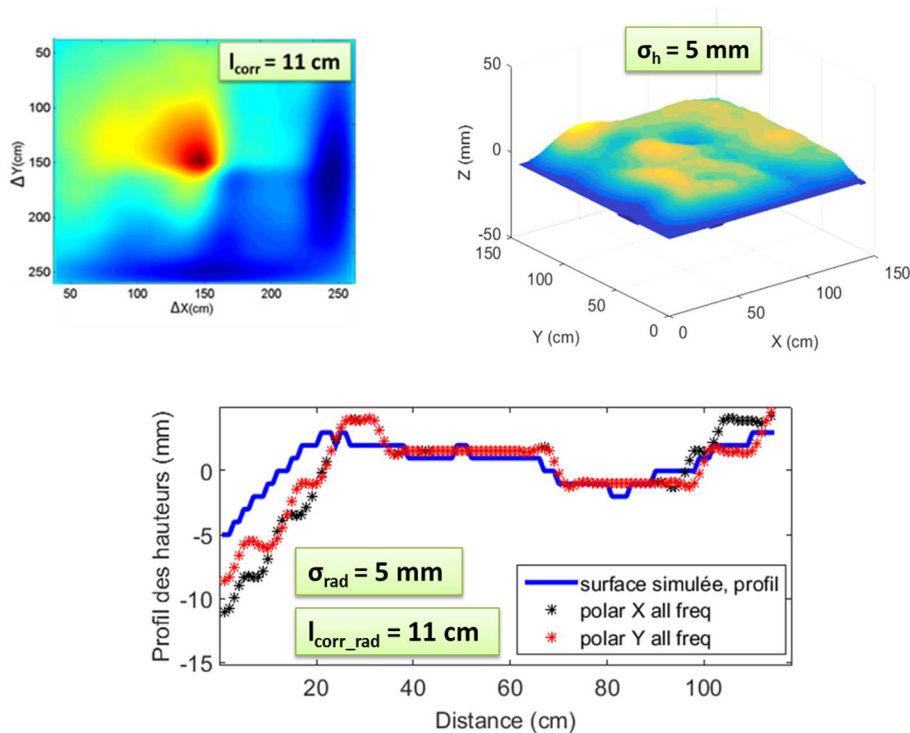 50
100
150
200
250
ΔY(cm)
50 100 150 200 250
ΔX(cm)
l_corr = 11 cm
σ_h = 5 mm
50
0
-50
Z (mm)
150
100
50
0
Y (cm)
0
50
100
150
X (cm)
Profil des hauteurs (mm)
0
-5
-10
-15
σ_rad = 5 mm
l_corr_rad = 11 cm
surface simulée, profil
polar X all freq
polar Y all freq
20 40 60 80 100
Distance (cm)